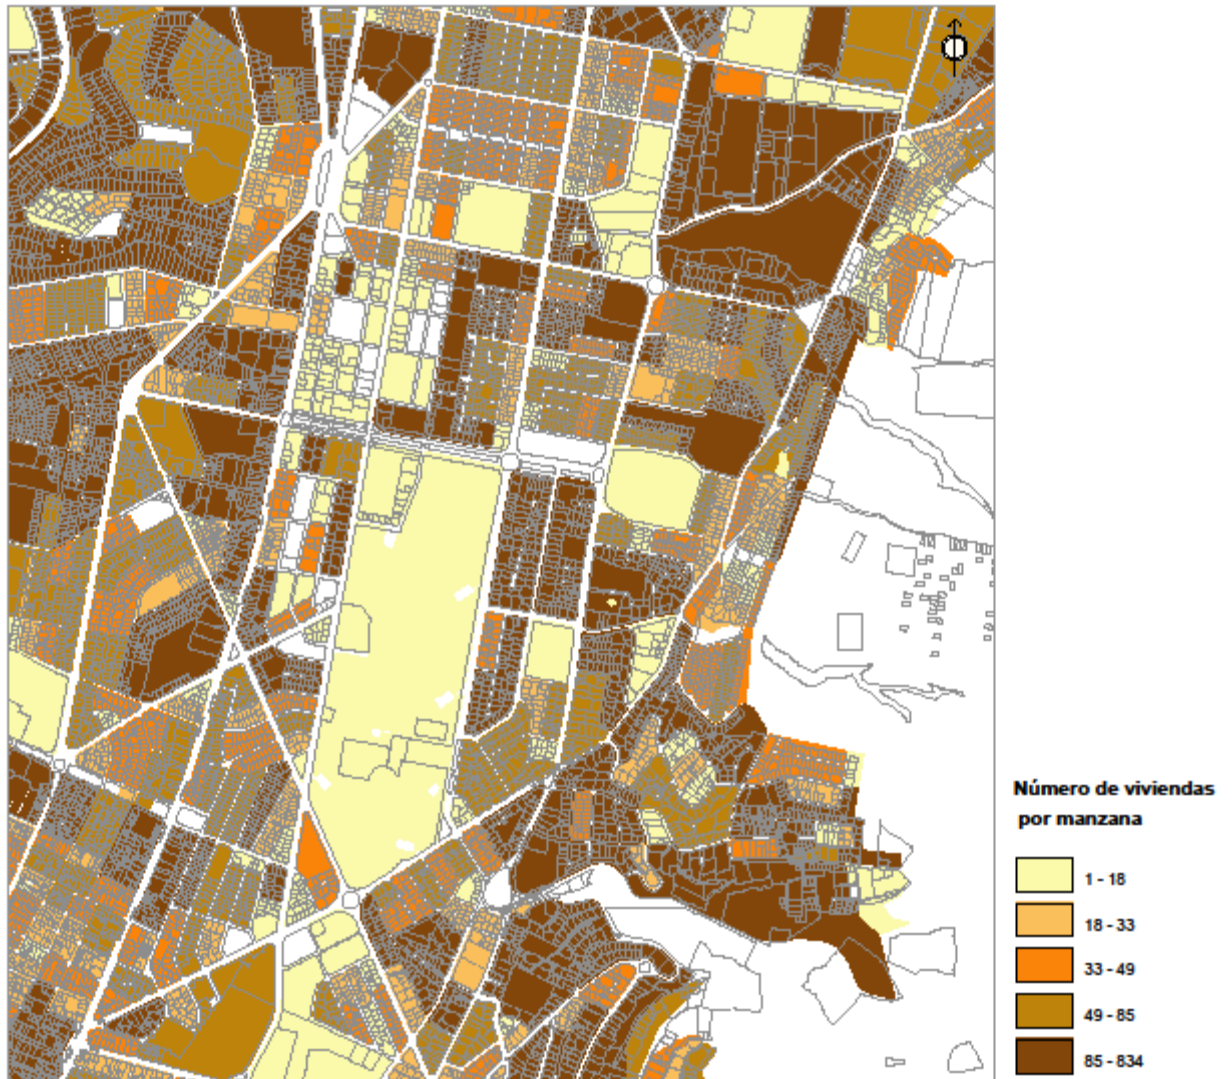 Número de viviendas
por manzana
1 - 18
18 - 33
33 - 49
49 - 85
85 - 834